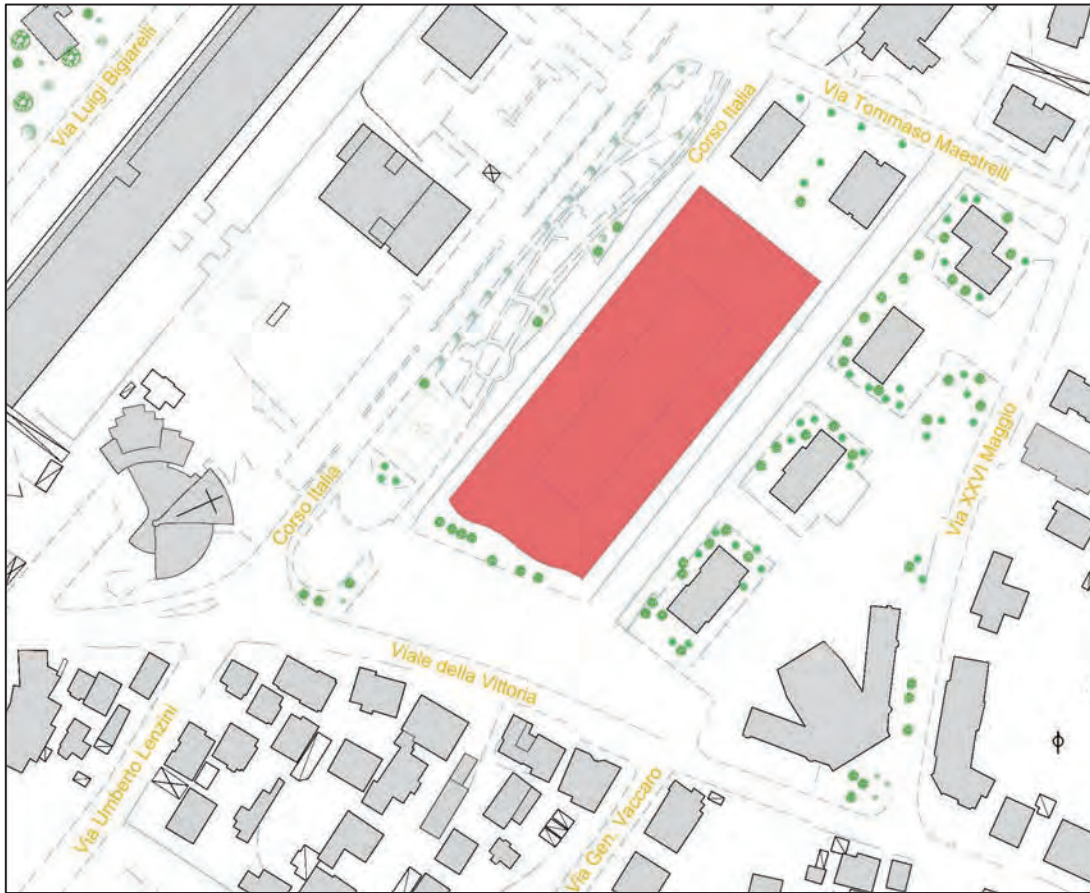 Via Luigi Bigiarelli
Corso Italia
Via Tommaso Maestrelli
Via XXVI Maggio
Corso Italia
Viale della Vittoria
Via Umberto Lenzini
Via Gen. Vaccaro